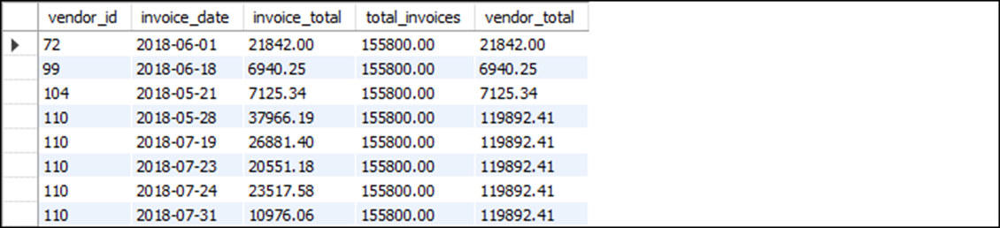 vendor_id invoice_date invoice_total total_invoices vendor_total
72 2018-06-01 21842.00 155800.00 21842.00
99 2018-06-18 6940.25 155800.00 6940.25
104 2018-05-21 7125.34 155800.00 7125.34
110 2018-05-28 37966.19 155800.00 119892.41
110 2018-07-19 26881.40 155800.00 119892.41
110 2018-07-23 20551.18 155800.00 119892.41
110 2018-07-24 23517.58 155800.00 119892.41
110 2018-07-31 10976.06 155800.00 119892.41